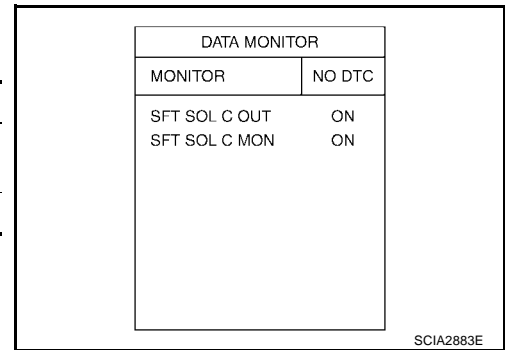 DATA MONITOR
MONITOR NO DTC
SFT SOL C OUT ON
SFT SOL C MON ON
SCIA2883E